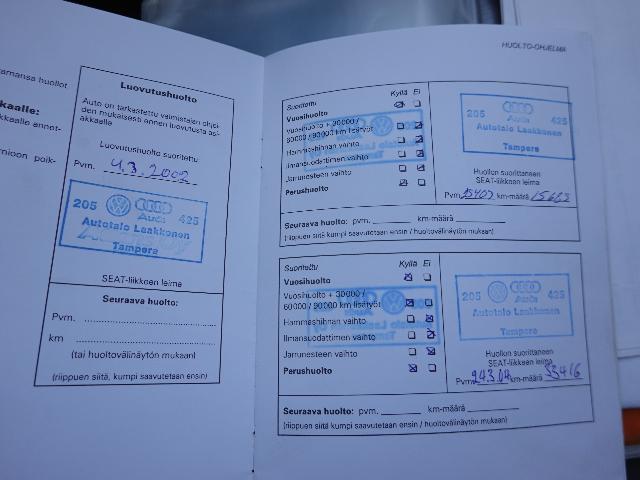 HUOLTO-OHJELMA
amansa huollot
kaalle:
kkaalle annot-
mioon poik-
Luovutushuolto
Auto on tarkastettu valmistajan ohjei-
den mukaisesti ennen luovutusta asi-
akkaalle
Luovutushuolto suoritettu
Pvm. 4.3.2002
205 Audi 425
Autotalo Laakkonen
Tampere
SEAT-liikkeen leima
Seuraava huolto:
Pvm.
km
(tai huoltovälinäytön mukaan)
(riippuen siitä, kumpi saavutetaan ensin)
Suoritettu Kyllä Ei
Vuosihuolto
Vuosihuolto + 30000 /
60000 / 90000 km lisätyöt
Hammashihnan vaihto
Ilmansuodattimen vaihto
Jarrunesteen vaihto
Perushuolto
205 Audi 425
Autotalo Laakkonen
Tampere
Huollon suorittaneen
SEAT-liikkeen leima
Pvm. km-määrä
Seuraava huolto: pvm. km-määrä
(riippuen siitä kumpi saavutetaan ensin / huoltovälinäytön mukaan)
Suoritettu Kyllä Ei
Vuosihuolto
Vuosihuolto + 30000 /
60000 / 90000 km lisätyöt
Hammashihnan vaihto
Ilmansuodattimen vaihto
Jarrunesteen vaihto
Perushuolto
205 Audi 425
Autotalo Laakkonen
Tampere
Huollon suorittaneen
SEAT-liikkeen leima
Pvm. 24.3.04 km-määrä 33416
Seuraava huolto: pvm. km-määrä
(riippuen siitä kumpi saavutetaan ensin / huoltovälinäytön mukaan)